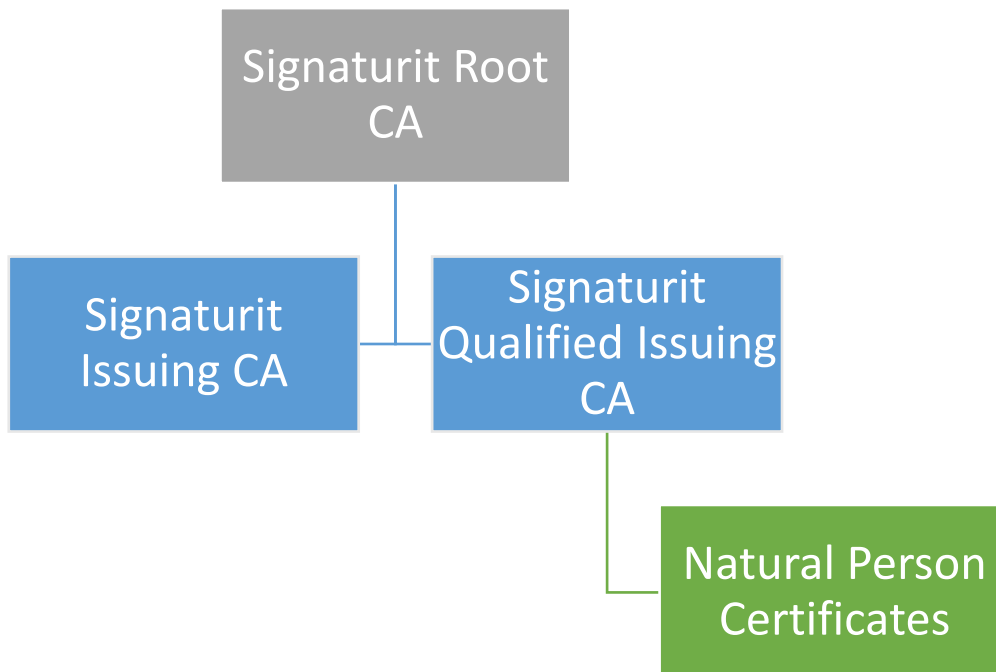 Signaturit Root
CA
Signaturit
Issuing CA
Signaturit
Qualified Issuing
CA
Natural Person
Certificates